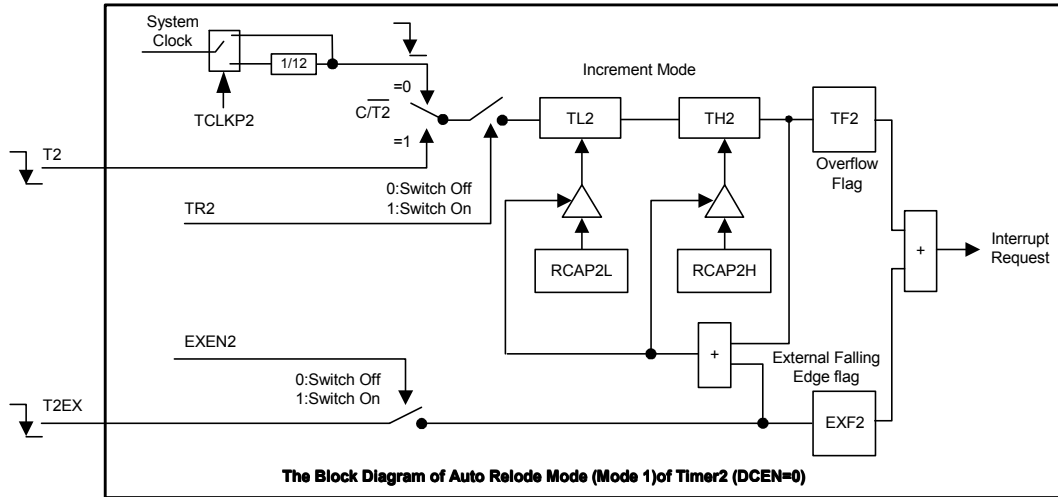 System
Clock
1/12
Increment Mode
=0
C/T2
=1
TCLKP2
TL2
TH2
TF2
T2
Overflow
Flag
0:Switch Off
1:Switch On
TR2
+
Interrupt
Request
RCAP2L
RCAP2H
EXEN2
+
External Falling
Edge flag
0:Switch Off
1:Switch On
T2EX
EXF2
The Block Diagram of Auto Relode Mode (Mode 1)of Timer2 (DCEN=0)